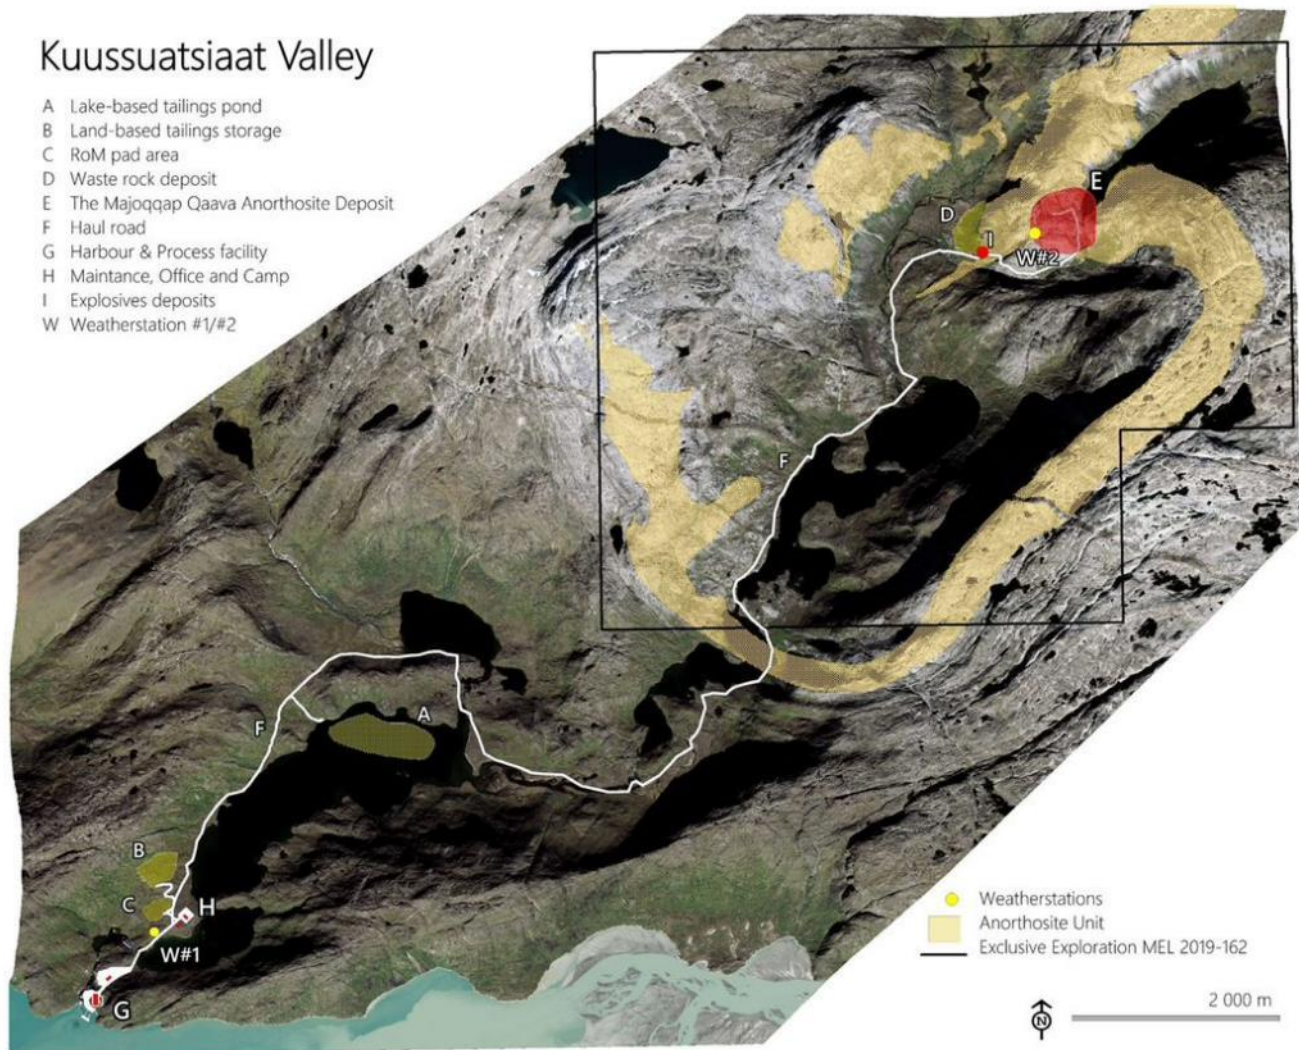 Kuussuatsiaat Valley
A Lake-based tailings pond
B Land-based tailings storage
C RoM pad area
D Waste rock deposit
E The Majoqqap Qaava Anorthosite Deposit
F Haul road
G Harbour & Process facility
H Maintance, Office and Camp
I Explosives deposits
W Weatherstation #1/#2
E
D
I
W#2
F
A
F
B
C
H
W#1
G
Weatherstations
Anorthosite Unit
Exclusive Exploration MEL 2019-162
N
2 000 m